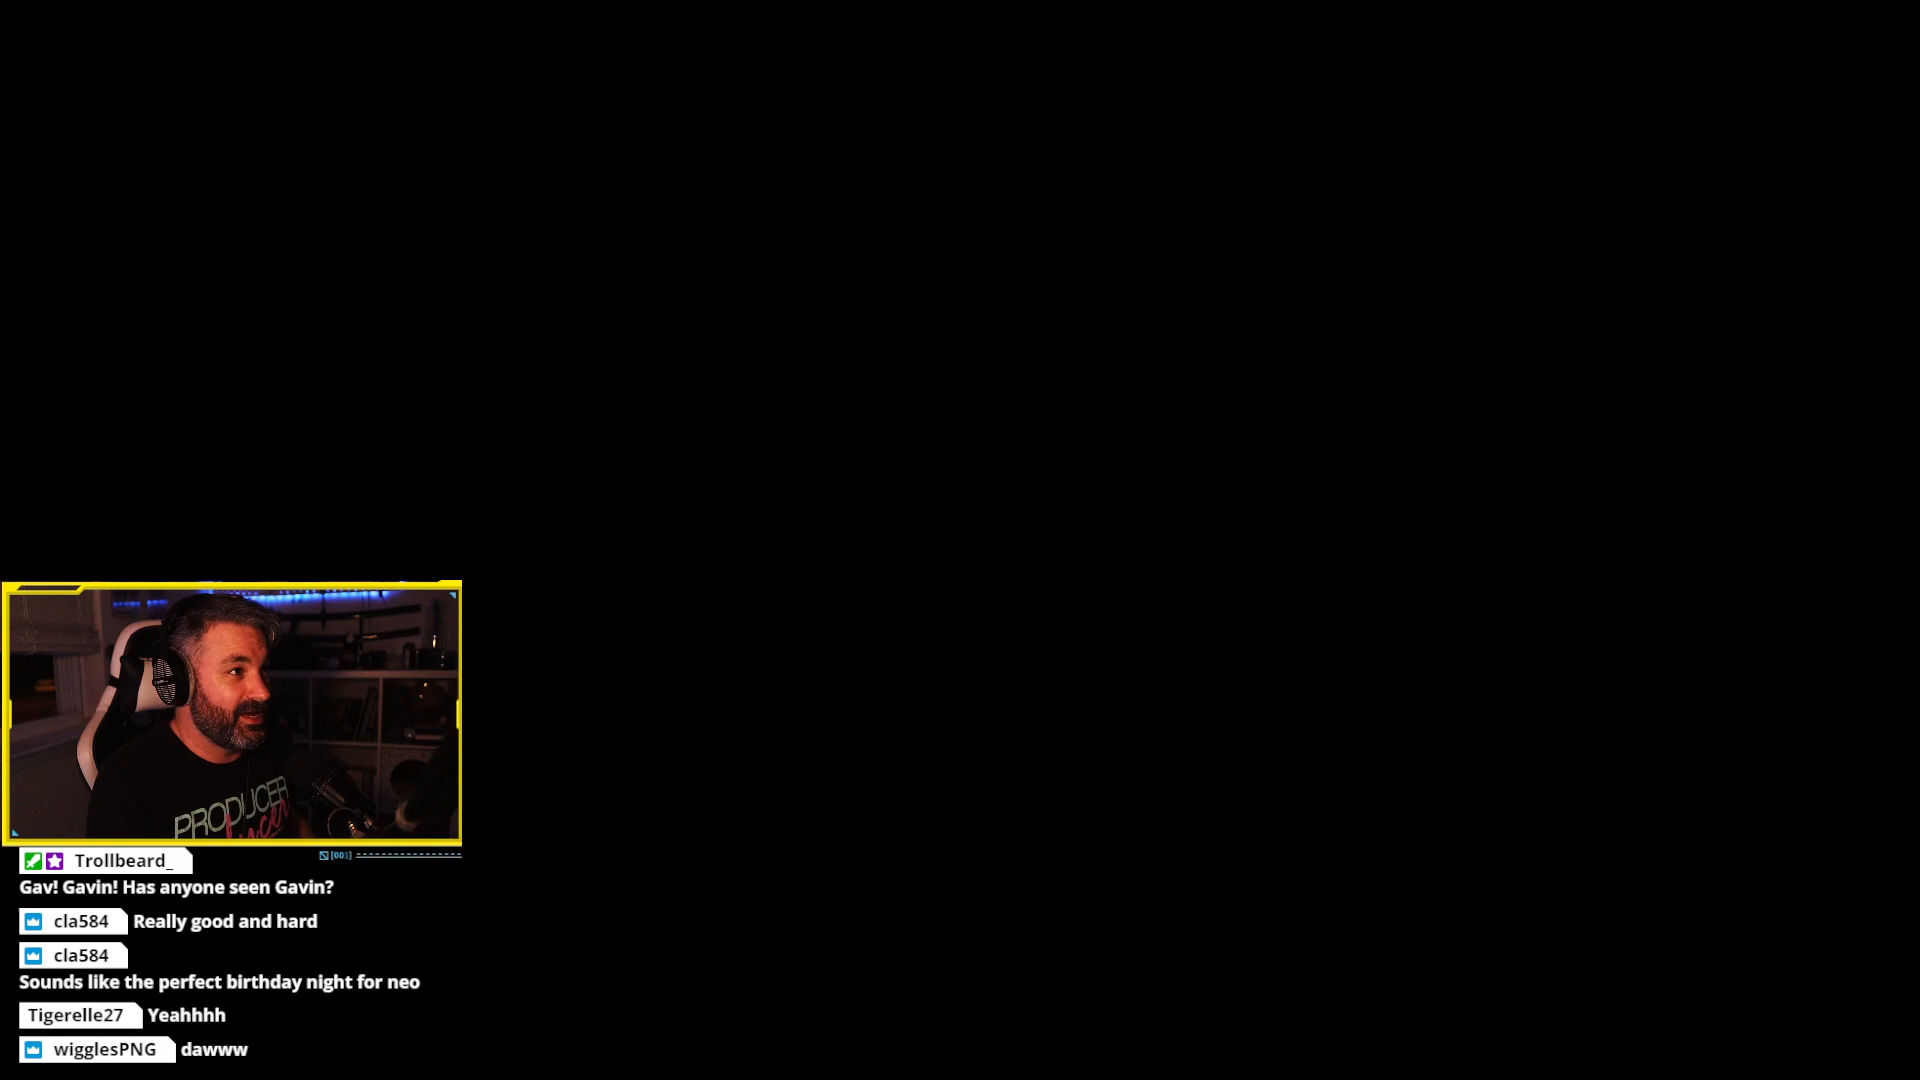 PRODUCER
Trollbeard_
[001]
Gav! Gavin! Has anyone seen Gavin?
cla584 Really good and hard
cla584
Sounds like the perfect birthday night for neo
Tigerelle27 Yeahhhh
wigglesPNG dawww